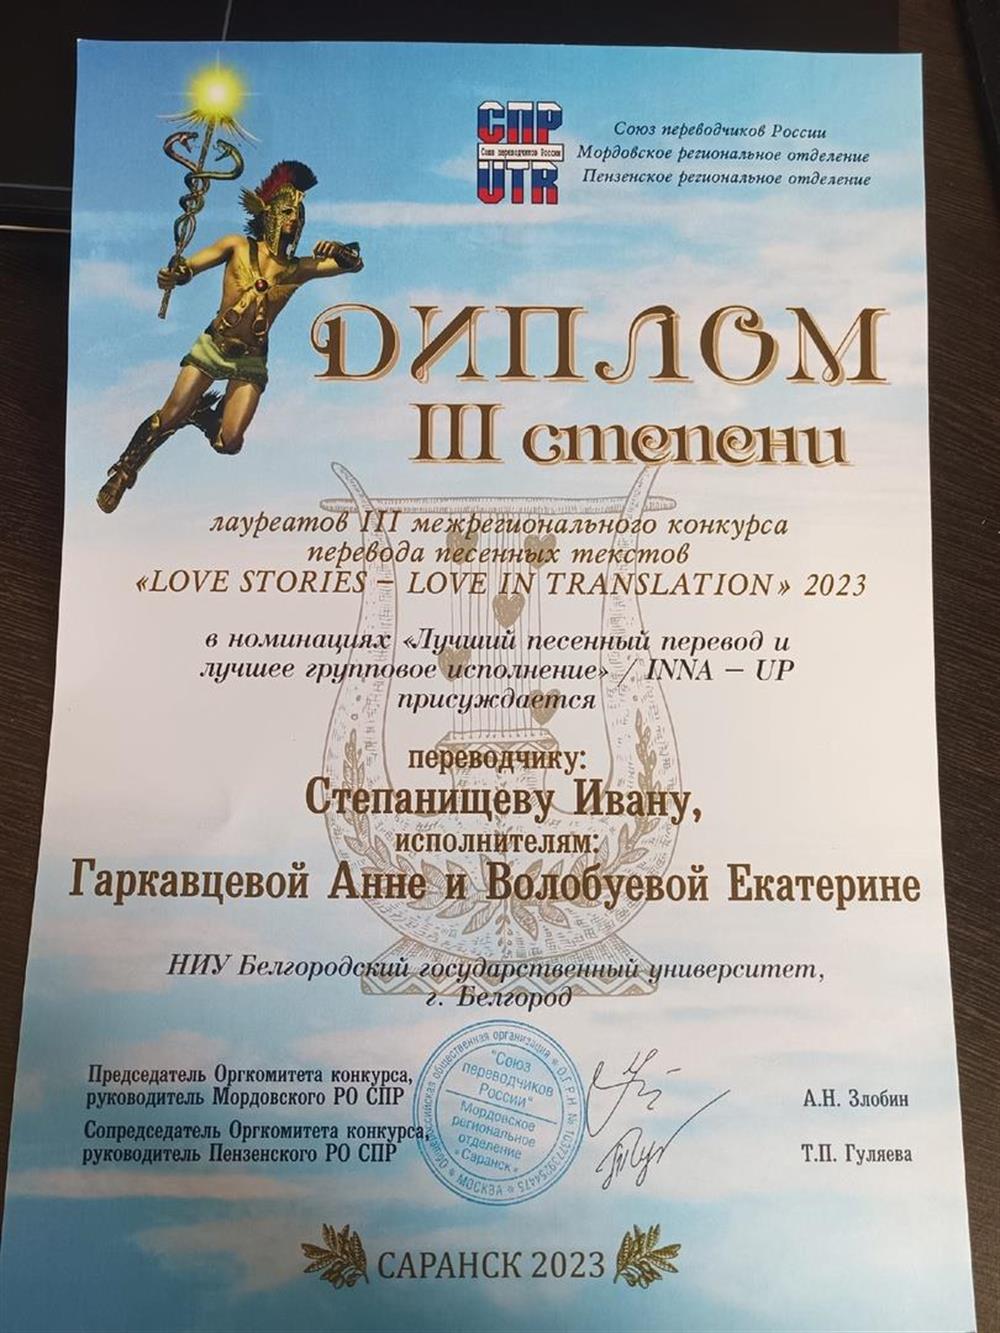 СПР
Союз переводчиков России
UTR
Союз переводчиков России
Мордовское региональное отделение
Пензенское региональное отделение
ДИПЛОМ
III степени
лауреатов III межрегионального конкурса
перевода песенных текстов
«LOVE STORIES – LOVE IN TRANSLATION» 2023
в номинациях «Лучший песенный перевод и
лучшее групповое исполнение» / INNA – UP
присуждается
переводчику:
Степанищеву Ивану,
исполнителям:
Гаркавцевой Анне и Волобуевой Екатерине
НИУ Белгородский государственный университет,
г. Белгород
Председатель Оргкомитета конкурса,
руководитель Мордовского РО СПР
А.Н. Злобин
Сопредседатель Оргкомитета конкурса,
руководитель Пензенского РО СПР
Т.П. Гуляева
Общероссийская общественная организация
МОСКВА
"Союз
переводчиков
России"
Мордовское
региональное
отделение
г. Саранск
САРАНСК 2023